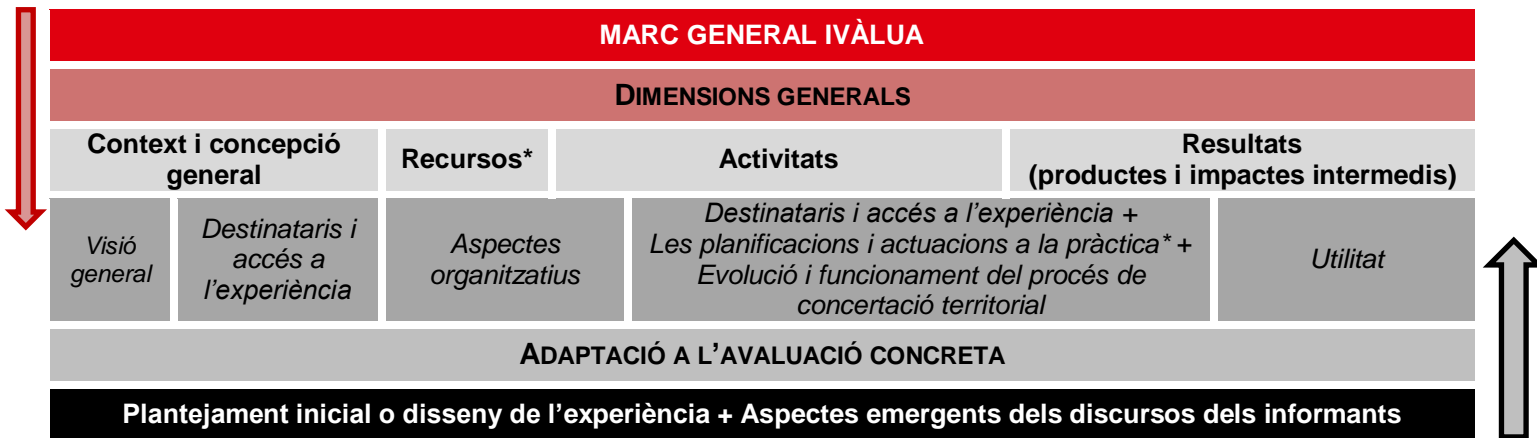 MARC GENERAL IVÀLUA
DIMENSIONS GENERALS
Context i concepció
general
Recursos*
Activitats
Resultats
(productes i impactes intermedis)
Visió
general
Destinataris i
accés a
l’experiència
Aspectes
organitzatius
Destinataris i accés a l’experiència +
Les planificacions i actuacions a la pràctica* +
Evolució i funcionament del procés de
concertació territorial
Utilitat
ADAPTACIÓ A L’AVALUACIÓ CONCRETA
Plantejament inicial o disseny de l’experiència + Aspectes emergents dels discursos dels informants